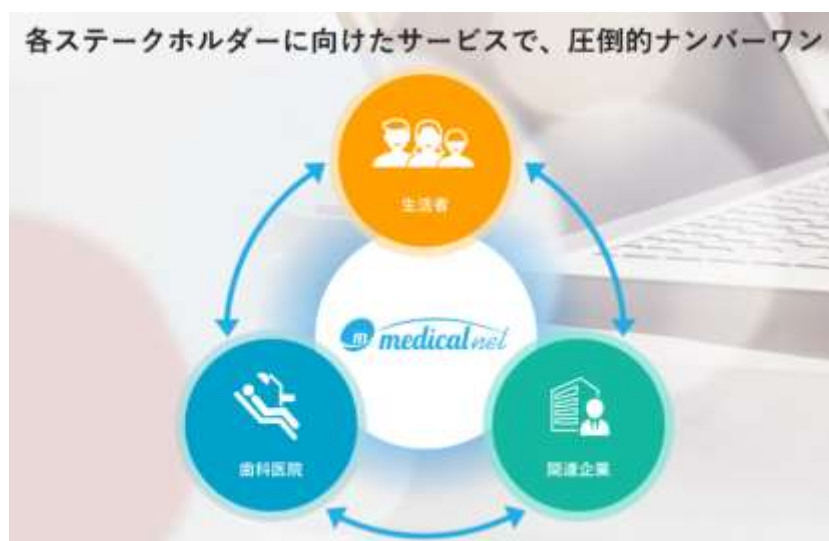 各ステークホルダーに向けたサービスで、圧倒的ナンバーワン
生活者
m medical net
歯科医院
関連企業